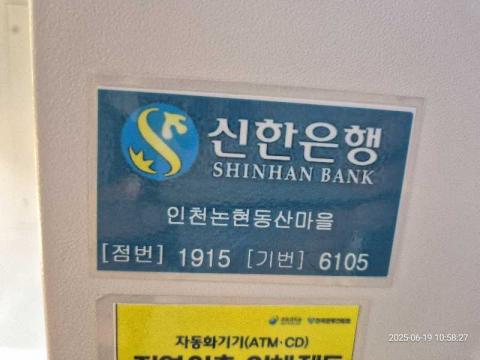 신한은행
SHINHAN BANK
인천논현동산마을
[점번] 1915 [기번] 6105
자동화기기(ATM·CD)
2025-06-19 10:58:27